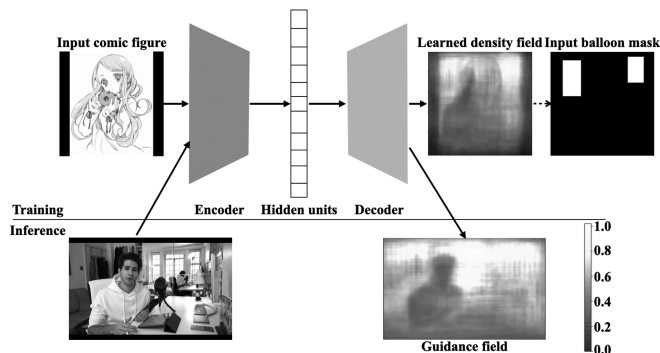 Input comic figure
Learned density field
Input balloon mask
Training
Encoder
Hidden units
Decoder
Inference
1.0
0.8
0.6
0.4
0.2
0.0
Guidance field